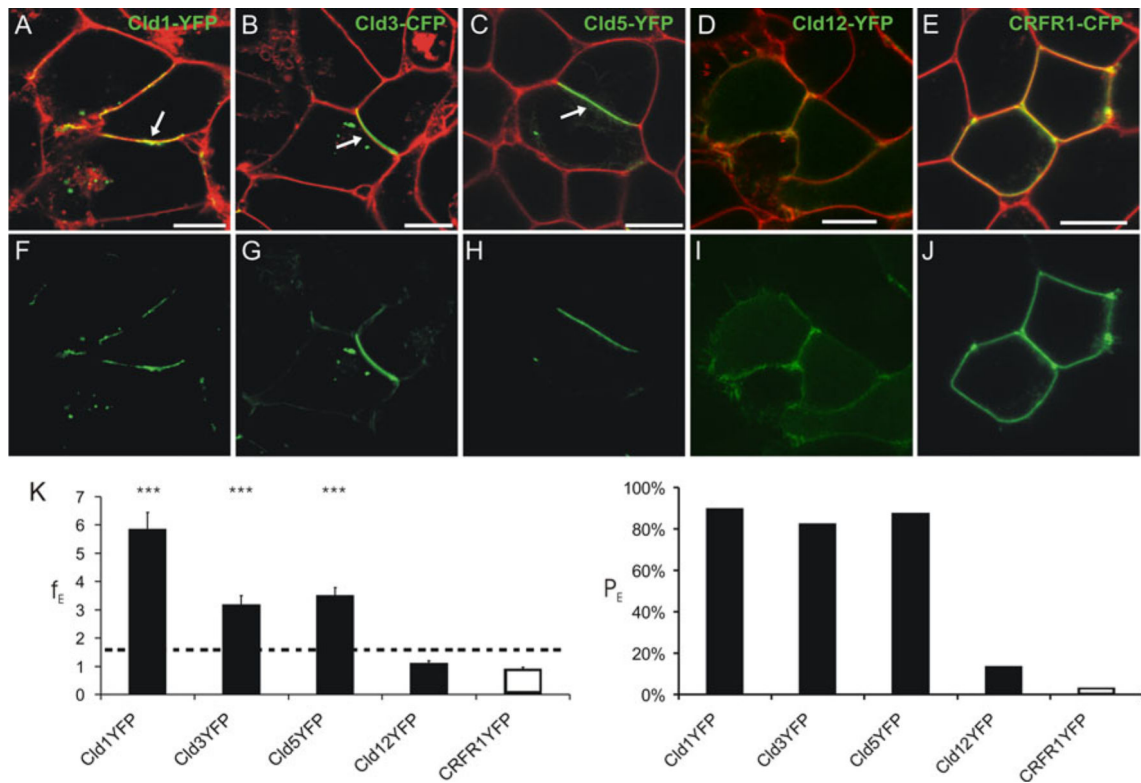 A Cld1-YFP
B Cld3-CFP
C Cld5-YFP
D Cld12-YFP
E CRFR1-CFP
F
G
H
I
J
K
7
6
5
4
3
2
1
0
fE
*** *** ***
Cld1YFP
Cld3YFP
Cld5YFP
Cld12YFP
CRFR1YFP
100%
80%
60%
40%
20%
0%
PE
Cld1YFP
Cld3YFP
Cld5YFP
Cld12YFP
CRFR1YFP